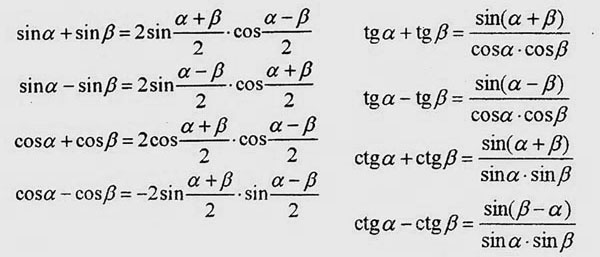 sinα + sinβ = 2sin (α + β)/2 · cos (α − β)/2
sinα − sinβ = 2sin (α − β)/2 · cos (α + β)/2
cosα + cosβ = 2cos (α + β)/2 · cos (α − β)/2
cosα − cosβ = −2sin (α + β)/2 · sin (α − β)/2
tgα + tgβ = sin(α + β)/(cosα · cosβ)
tgα − tgβ = sin(α − β)/(cosα · cosβ)
ctgα + ctgβ = sin(α + β)/(sinα · sinβ)
ctgα − ctgβ = sin(β − α)/(sinα · sinβ)